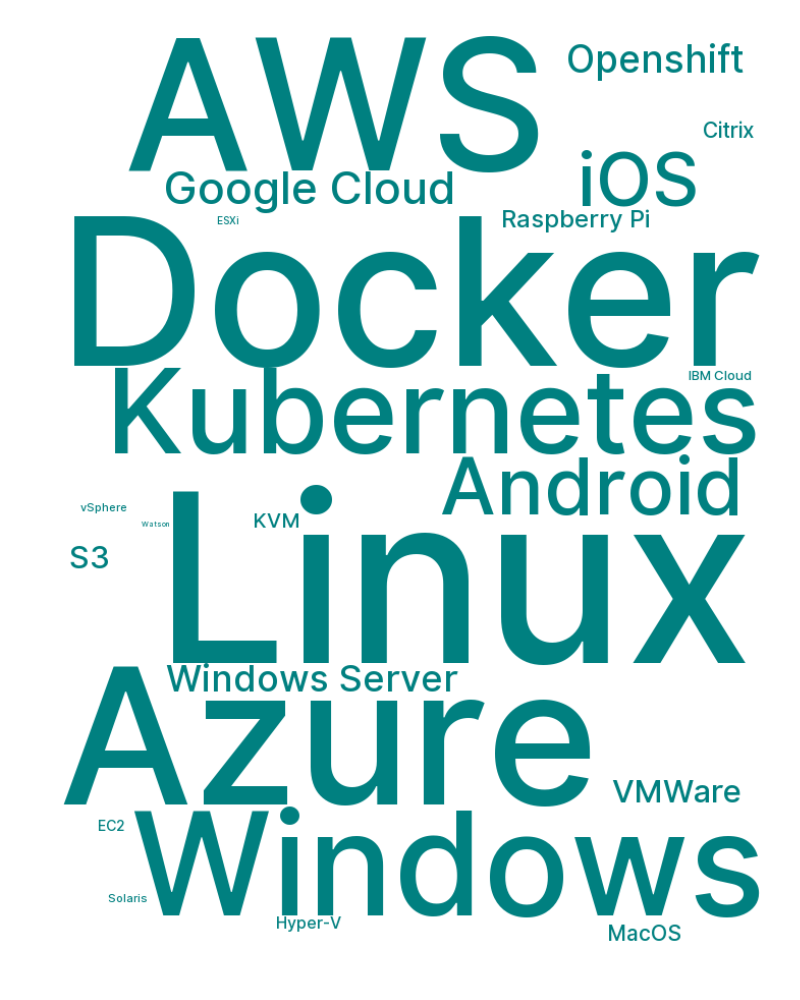 AWS
Openshift
Citrix
iOS
Google Cloud
ESXi
Raspberry Pi
Docker
IBM Cloud
Kubernetes
Android
vSphere
Watson
KVM
S3
Linux
Windows Server
Azure
VMWare
EC2
Windows
Solaris
Hyper-V
MacOS